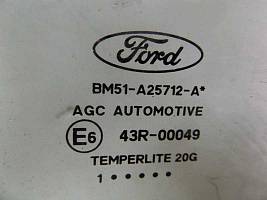 Ford
BM51-A25712-A*
AGC AUTOMOTIVE
E6 43R-00049
TEMPERLITE 20G
1 • • • • •